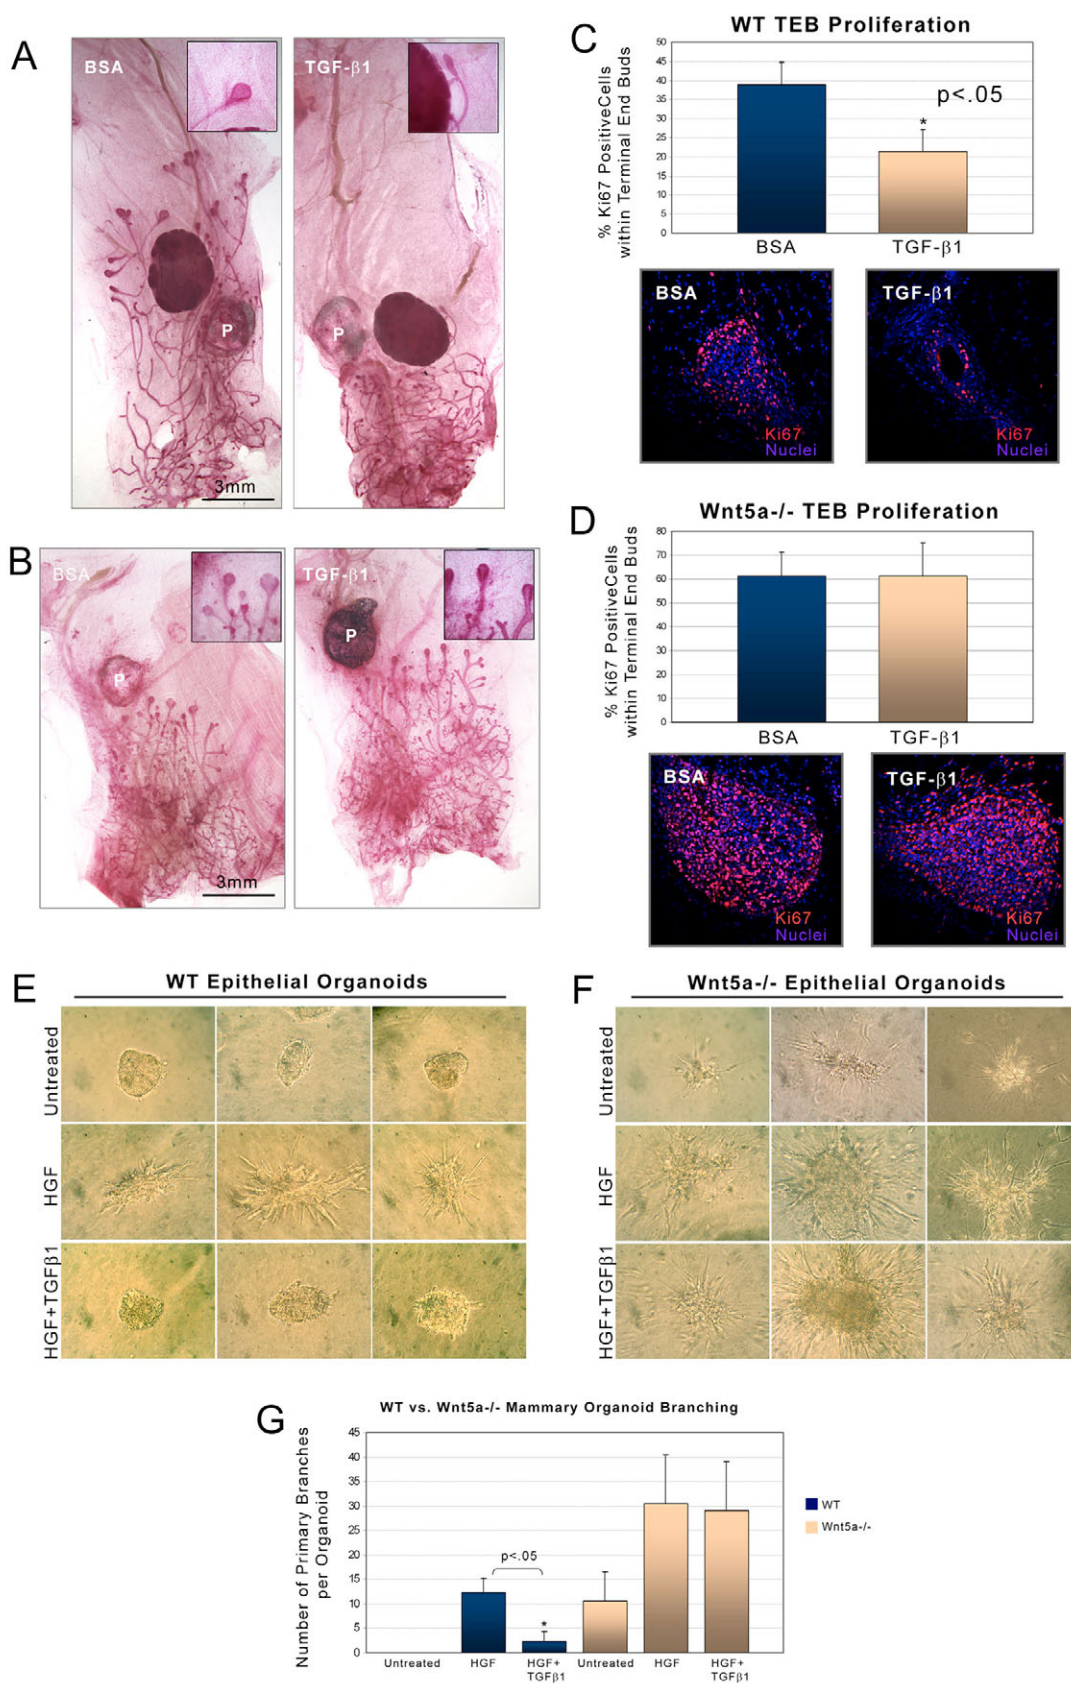 A
BSA
TGF-β1
P
P
3mm
B
BSA
TGF-β1
P
P
3mm
C
WT TEB Proliferation
% Ki67 PositiveCells
within Terminal End Buds
50
45
40
35
30
25
20
15
10
5
0
p<.05
*
BSA
TGF-β1
BSA
Ki67
Nuclei
TGF-β1
Ki67
Nuclei
D
Wnt5a-/- TEB Proliferation
% Ki67 PositiveCells
within Terminal End Buds
80
70
60
50
40
30
20
10
0
BSA
TGF-β1
BSA
Ki67
Nuclei
TGF-β1
Ki67
Nuclei
E
WT Epithelial Organoids
Untreated
HGF
HGF+TGFβ1
F
Wnt5a-/- Epithelial Organoids
Untreated
HGF
HGF+TGFβ1
G
WT vs. Wnt5a-/- Mammary Organoid Branching
Number of Primary Branches
per Organoid
45
40
35
30
25
20
15
10
5
0
p<.05
*
Untreated
HGF
HGF+
TGFβ1
Untreated
HGF
HGF+
TGFβ1
WT
Wnt5a-/-